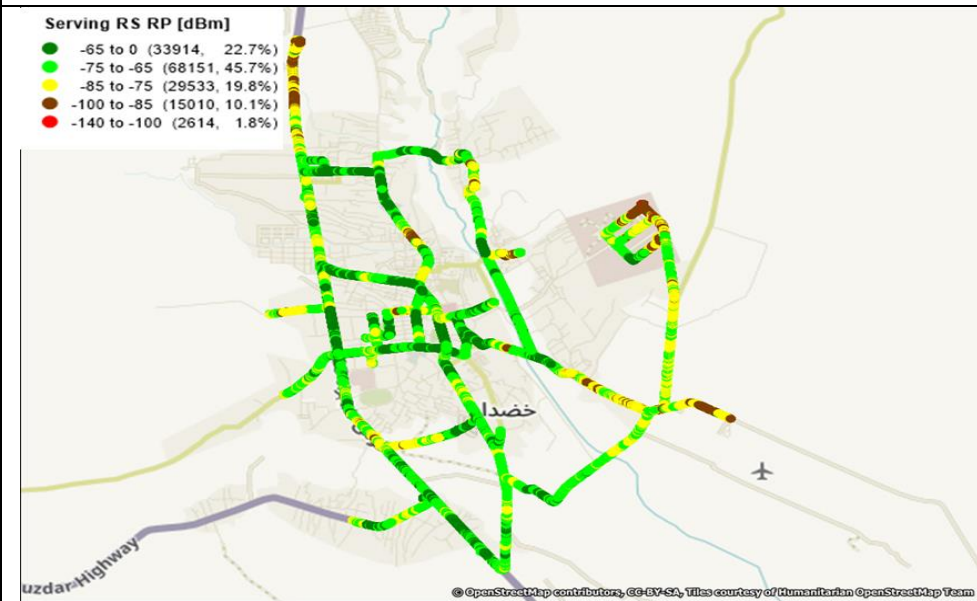 Serving RS RP [dBm]
-65 to 0 (33914, 22.7%)
-75 to -65 (68151, 45.7%)
-85 to -75 (29533, 19.8%)
-100 to -85 (15010, 10.1%)
-140 to -100 (2614, 1.8%)
خضدا
uzdar-Highway
© OpenStreetMap contributors, CC-BY-SA, Tiles courtesy of Humanitarian OpenStreetMap Team